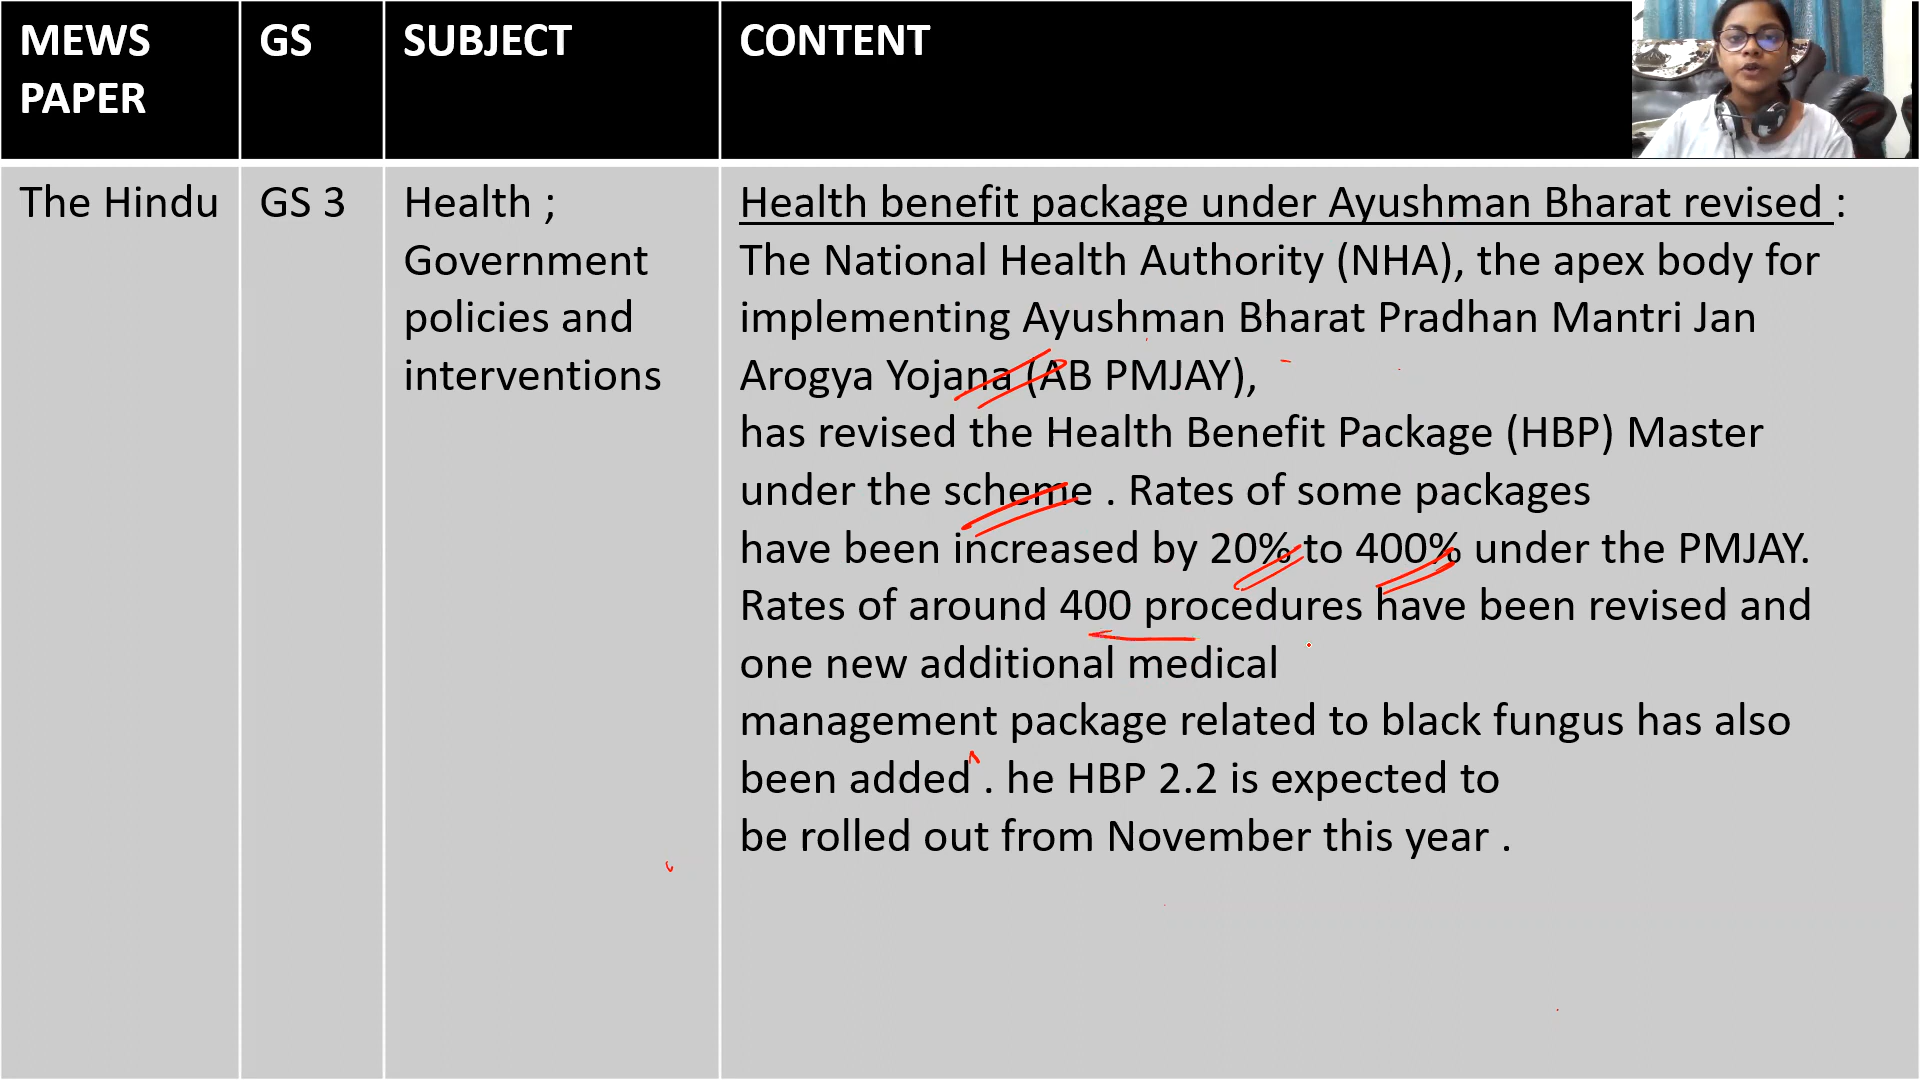 MEWS
PAPER
GS
SUBJECT
CONTENT
The Hindu
GS 3
Health ;
Government
policies and
interventions
Health benefit package under Ayushman Bharat revised :
The National Health Authority (NHA), the apex body for
implementing Ayushman Bharat Pradhan Mantri Jan
Arogya Yojana (AB PMJAY),
has revised the Health Benefit Package (HBP) Master
under the scheme . Rates of some packages
have been increased by 20% to 400% under the PMJAY.
Rates of around 400 procedures have been revised and
one new additional medical
management package related to black fungus has also
been added . he HBP 2.2 is expected to
be rolled out from November this year .